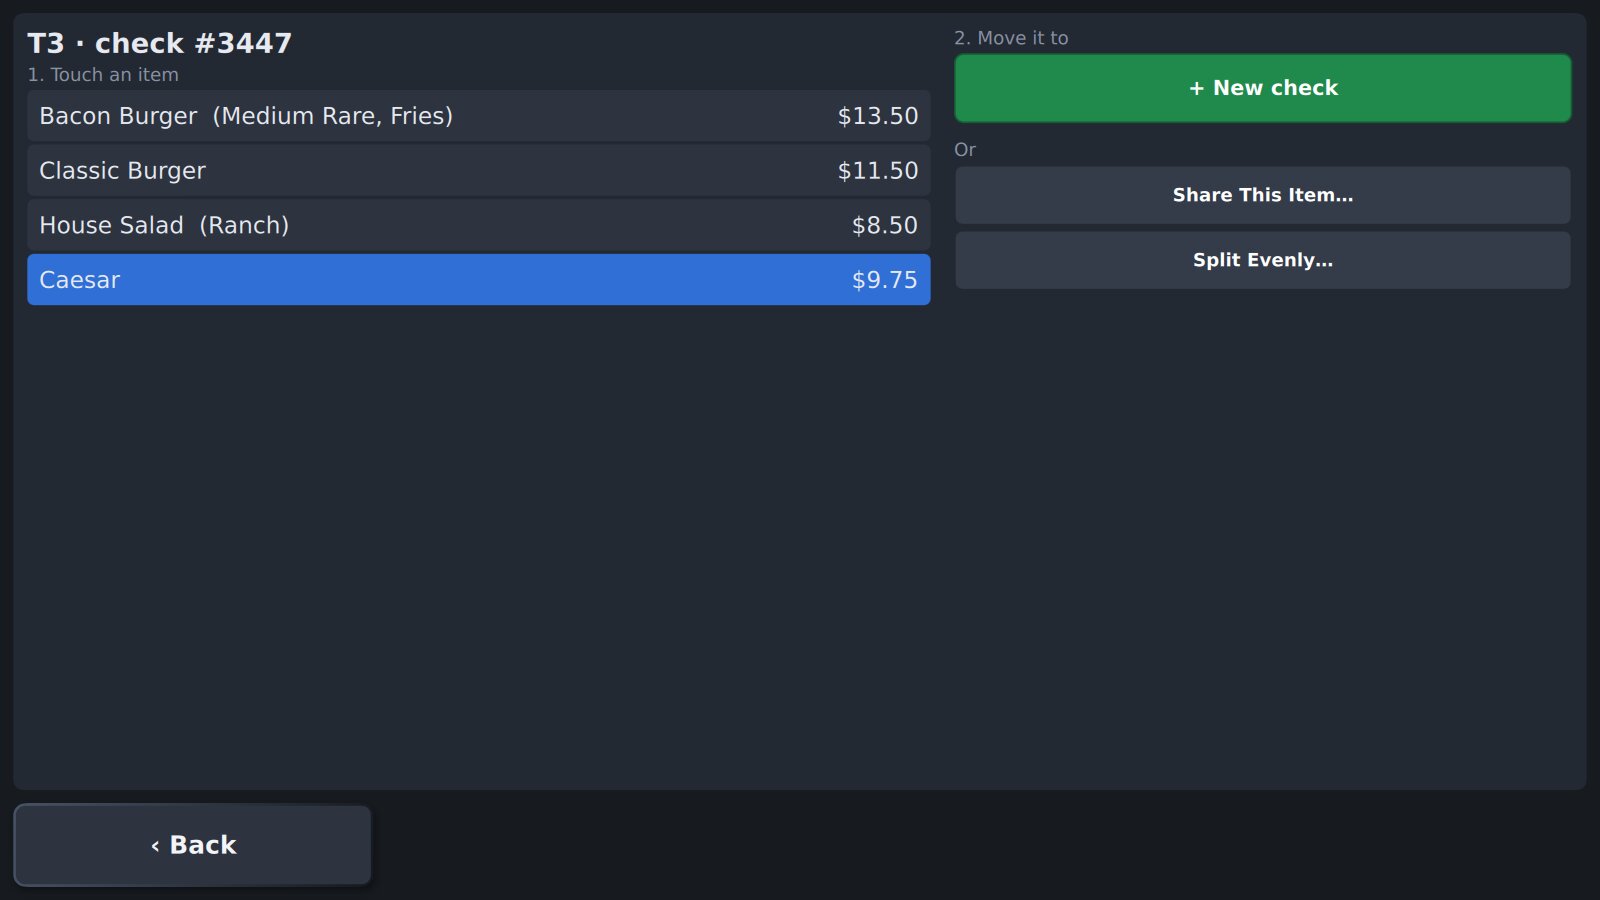 T3 · check #3447
1. Touch an item
Bacon Burger (Medium Rare, Fries) $13.50
Classic Burger $11.50
House Salad (Ranch) $8.50
Caesar $9.75
2. Move it to
+ New check
Or
Share This Item…
Split Evenly…
‹ Back